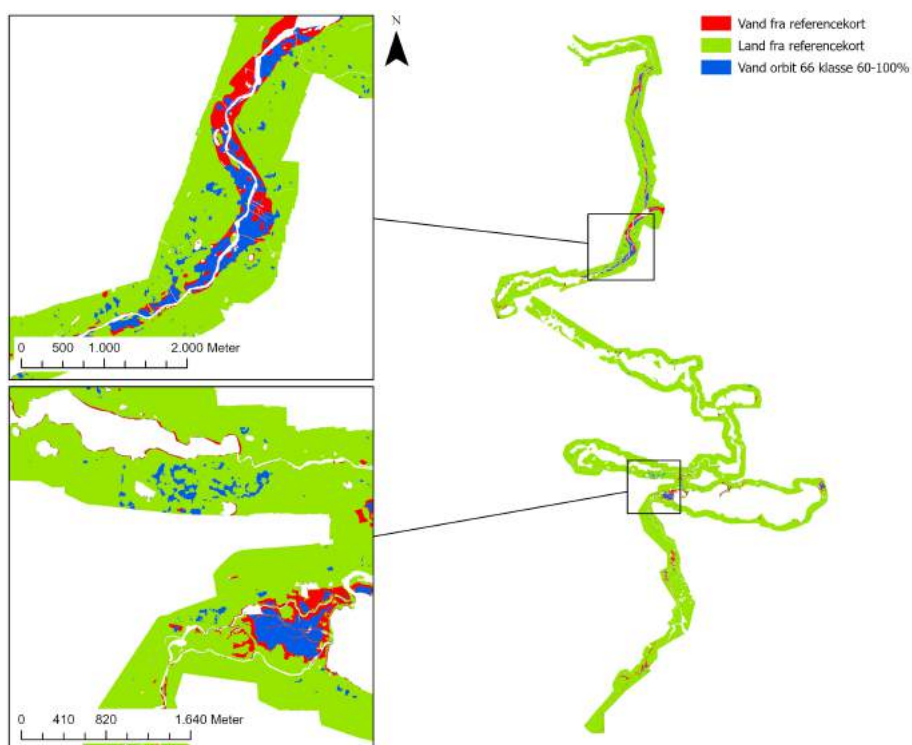 N
Vand fra referencekort
Land fra referencekort
Vand orbit 66 klasse 60-100%
0 500 1.000 2.000 Meter
0 410 820 1.640 Meter